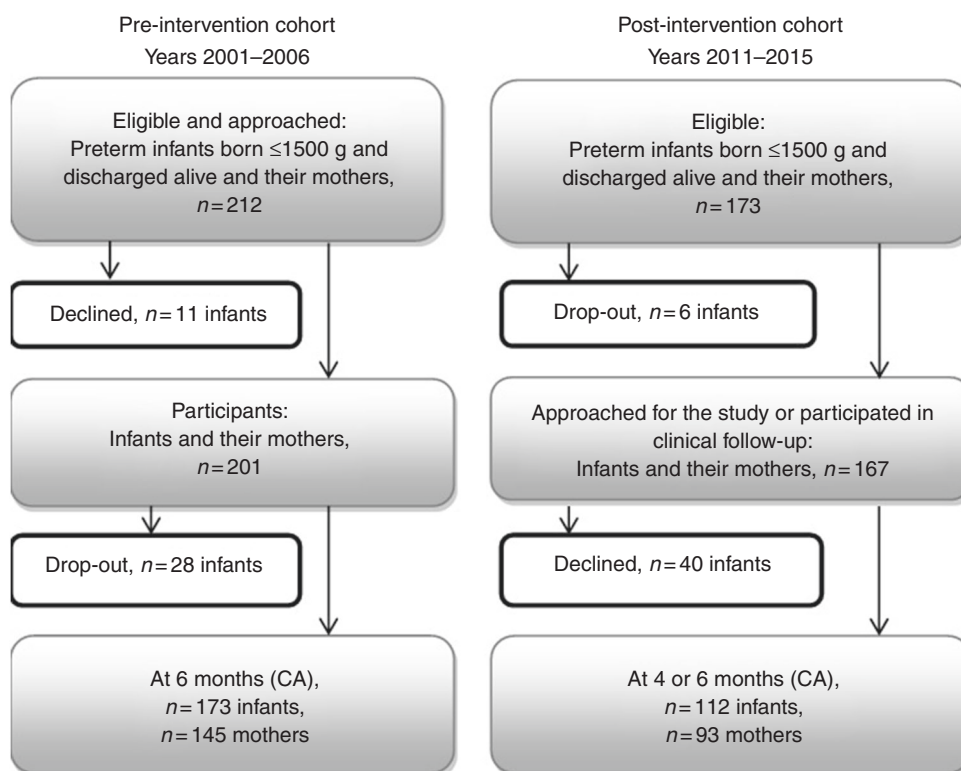 Pre-intervention cohort
Years 2001–2006
Eligible and approached:
Preterm infants born ≤1500 g and
discharged alive and their mothers,
n=212
Declined, n=11 infants
Participants:
Infants and their mothers,
n=201
Drop-out, n=28 infants
At 6 months (CA),
n=173 infants,
n=145 mothers
Post-intervention cohort
Years 2011–2015
Eligible:
Preterm infants born ≤1500 g and
discharged alive and their mothers,
n=173
Drop-out, n=6 infants
Approached for the study or participated in
clinical follow-up:
Infants and their mothers, n=167
Declined, n=40 infants
At 4 or 6 months (CA),
n=112 infants,
n=93 mothers